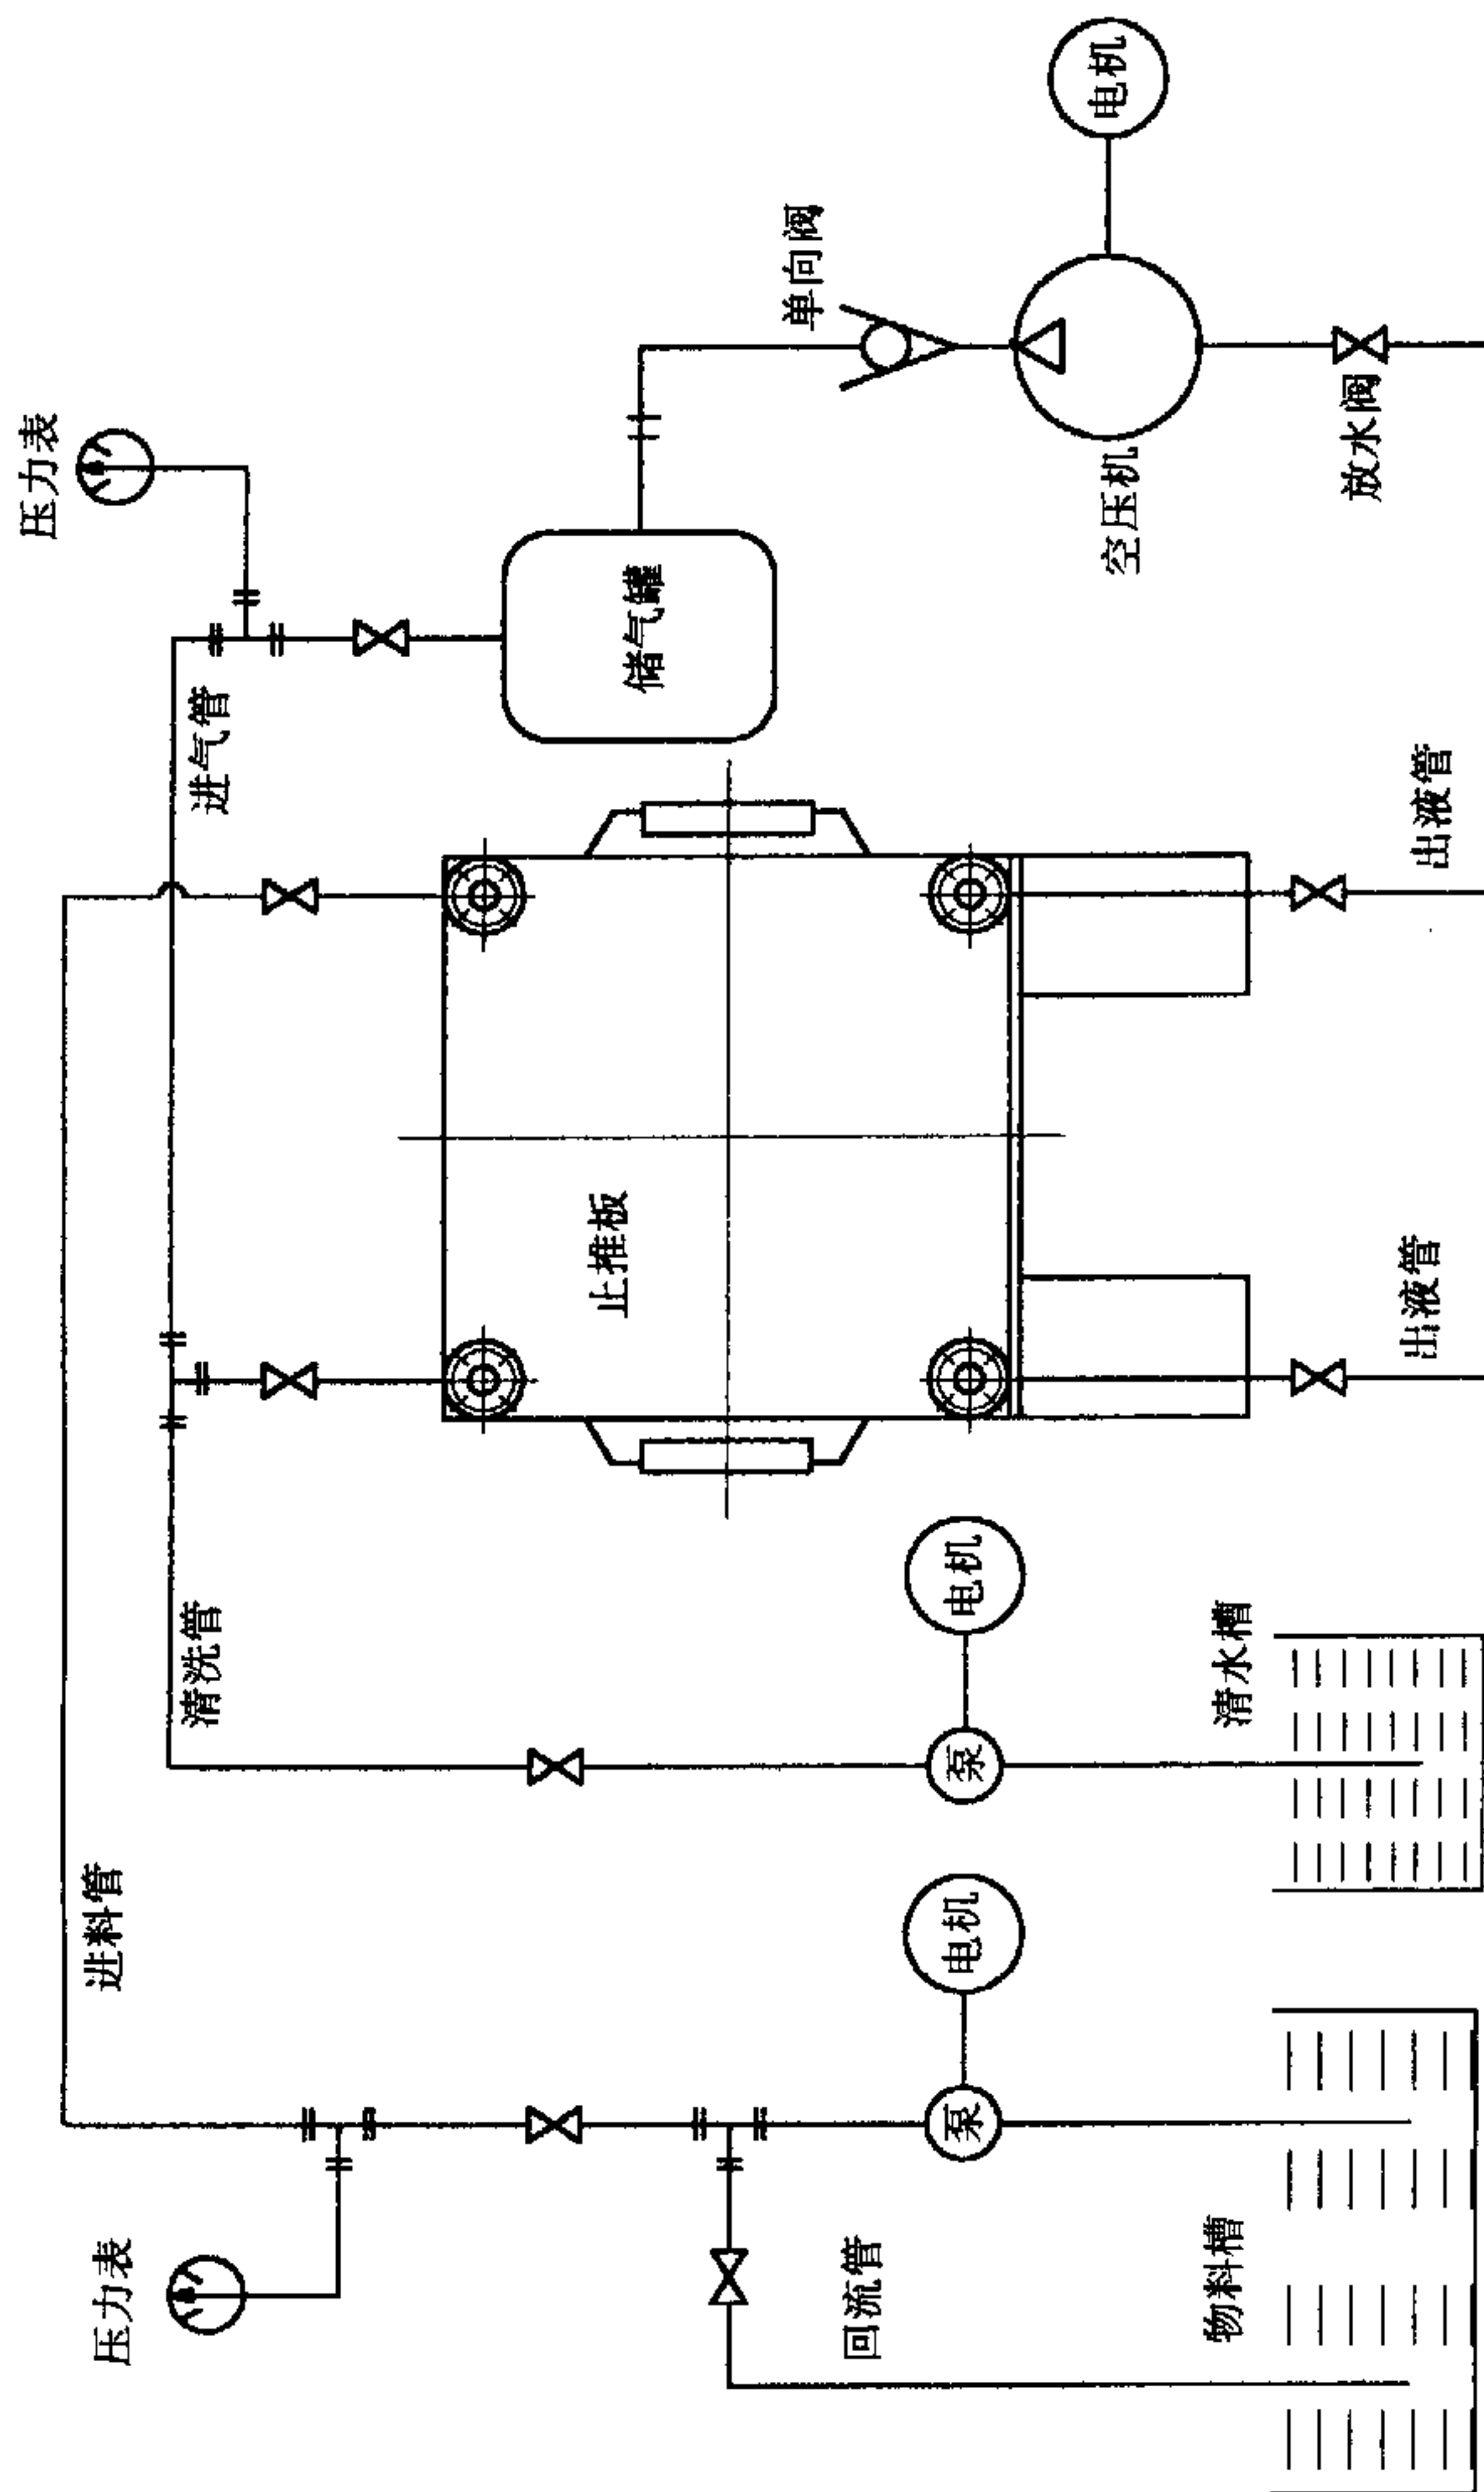 压力表
进料管
回流管
泵
电机
物料槽
清洗管
泵
电机
清水槽
止推板
出液管
出液管
进气管
压力表
储气罐
单向阀
空压机
电机
放水阀